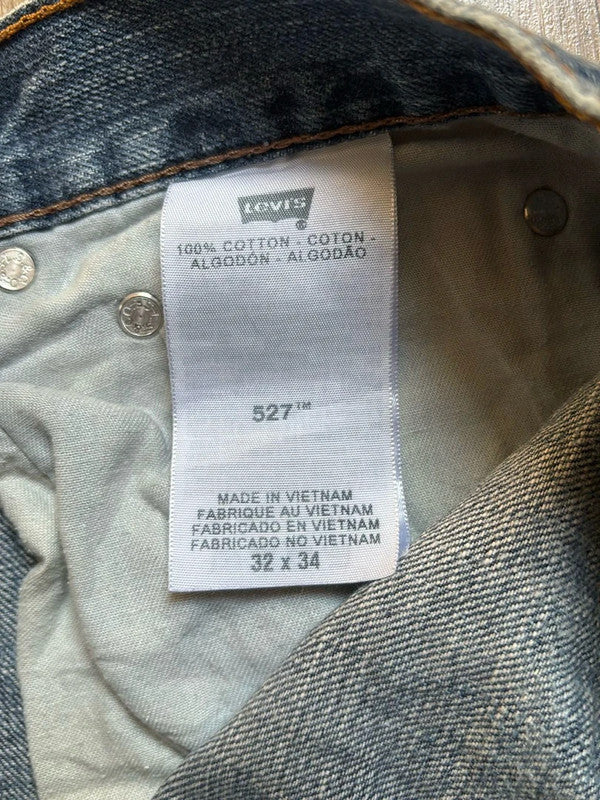 LEVI'S
®
100% COTTON - COTON -
ALGODÓN - ALGODÃO
527™
MADE IN VIETNAM
FABRIQUE AU VIETNAM
FABRICADO EN VIETNAM
FABRICADO NO VIETNAM
32 x 34